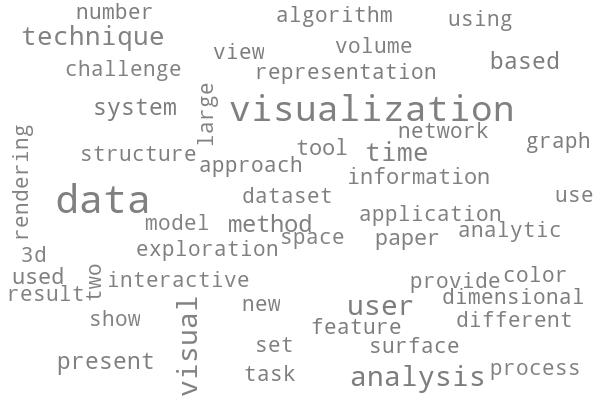 number
algorithm
using
technique
view
volume
based
challenge
representation
system
large
visualization
network
graph
rendering
structure
tool
time
approach
information
data
dataset
use
model
method
application
analytic
space
paper
exploration
3d
used
two
interactive
provide
color
result
dimensional
new
user
show
visual
feature
different
set
surface
present
task
analysis
process